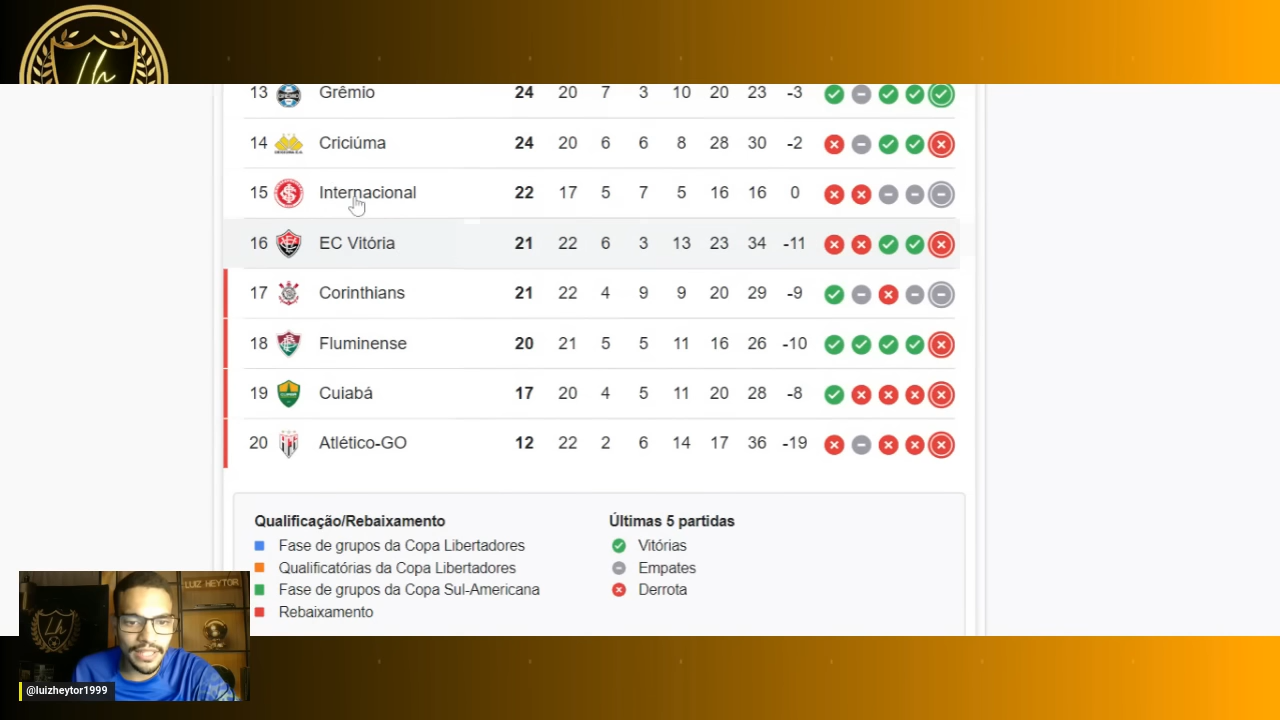 Lh
13 Grêmio 24 20 7 3 10 20 23 -3
14 Criciúma 24 20 6 6 8 28 30 -2
15 Internacional 22 17 5 7 5 16 16 0
16 EC Vitória 21 22 6 3 13 23 34 -11
17 Corinthians 21 22 4 9 9 20 29 -9
18 Fluminense 20 21 5 5 11 16 26 -10
19 Cuiabá 17 20 4 5 11 20 28 -8
20 Atlético-GO 12 22 2 6 14 17 36 -19
Qualificação/Rebaixamento Últimas 5 partidas
Fase de grupos da Copa Libertadores Vitórias
Qualificatórias da Copa Libertadores Empates
Fase de grupos da Copa Sul-Americana Derrota
Rebaixamento
LUIZ HEYTOR
Lh
@luizheytor1999